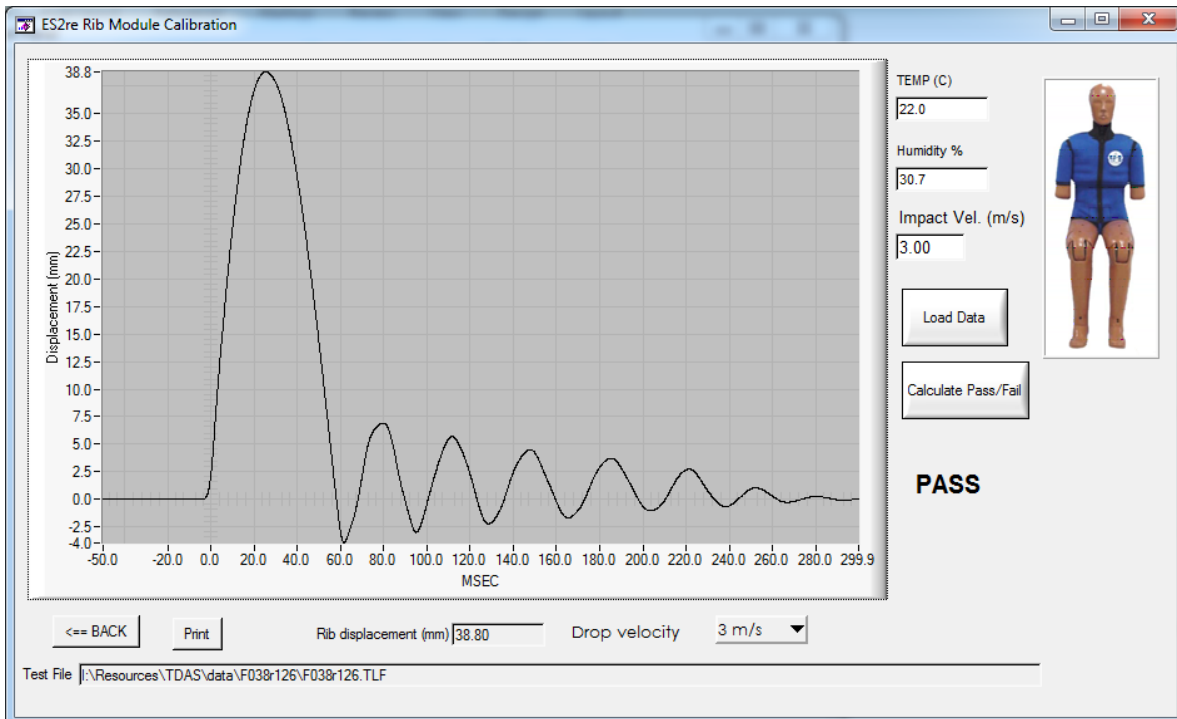 ES2re Rib Module Calibration
38.8
35.0
32.5
30.0
27.5
25.0
22.5
20.0
17.5
15.0
12.5
10.0
7.5
5.0
2.5
0.0
-2.5
-4.0
Displacement (mm)
-50.0 -20.0 0.0 20.0 40.0 60.0 80.0 100.0 120.0 140.0 160.0 180.0 200.0 220.0 240.0 260.0 280.0 299.9
MSEC
TEMP (C)
22.0
Humidity %
30.7
Impact Vel. (m/s)
3.00
Load Data
Calculate Pass/Fail
PASS
<== BACK Print Rib displacement (mm) 38.80 Drop velocity 3 m/s
Test File I:\Resources\TDAS\data\F038r126\F038r126.TLF